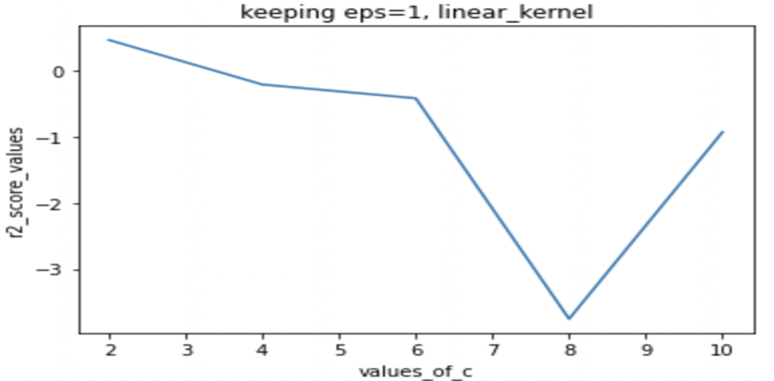 keeping eps=1, linear_kernel
r2_score_values
0
−1
−2
−3
2 3 4 5 6 7 8 9 10
values_of_c